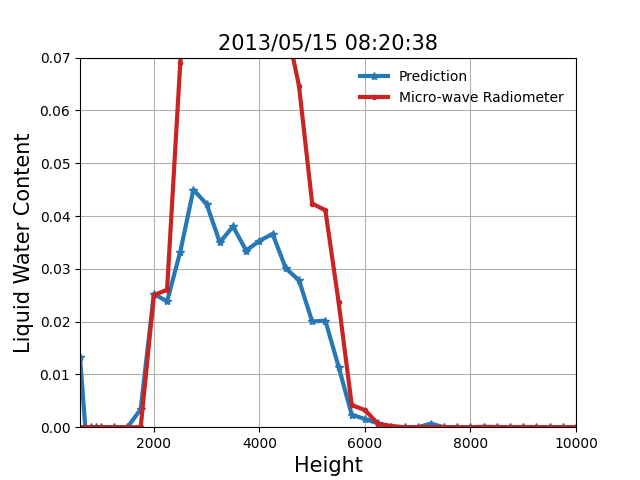 2013/05/15 08:20:38
Prediction
Micro-wave Radiometer
Liquid Water Content
0.07
0.06
0.05
0.04
0.03
0.02
0.01
0.00
2000 4000 6000 8000 10000
Height